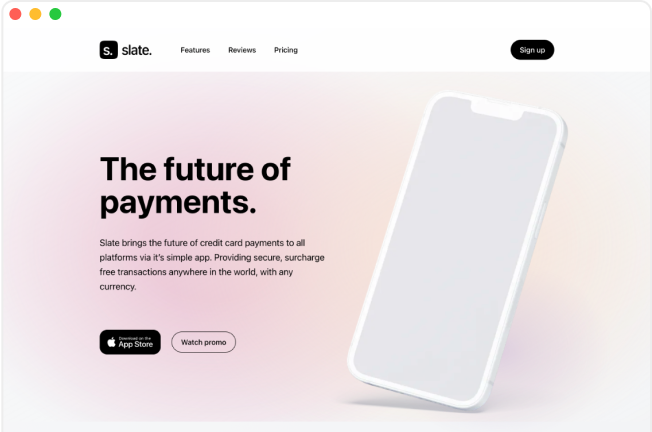 s. slate. Features Reviews Pricing Sign up
The future of
payments.
Slate brings the future of credit card payments to all
platforms via it's simple app. Providing secure, surcharge
free transactions anywhere in the world, with any
currency.
Download on the
App Store Watch promo